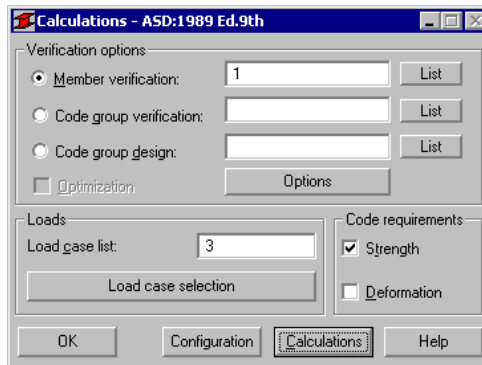 Calculations - ASD:1989 Ed.9th
Verification options
Member verification: 1 List
Code group verification: List
Code group design: List
Optimization Options
Loads
Load case list: 3
Load case selection
Code requirements
Strength
Deformation
OK Configuration Calculations Help